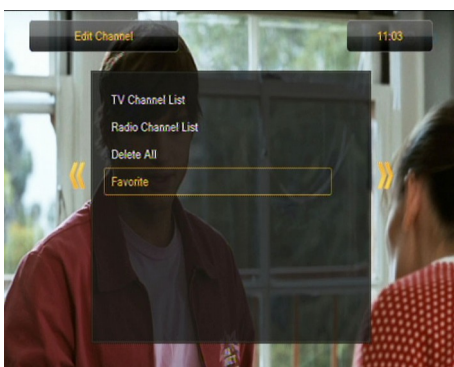 Edit Channel
11:03
TV Channel List
Radio Channel List
Delete All
Favorite